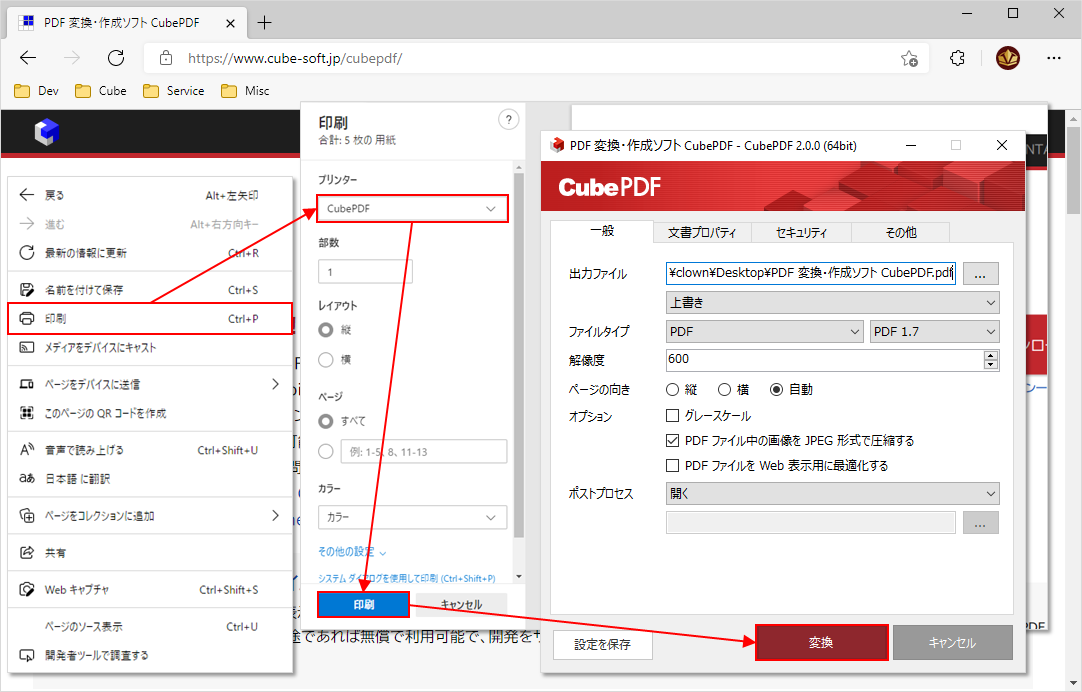 PDF 変換・作成ソフト CubePDF
https://www.cube-soft.jp/cubepdf/
Dev
Cube
Service
Misc
戻る Alt+左矢印
進む Alt+右方向キー
最新の情報に更新 Ctrl+R
名前を付けて保存 Ctrl+S
印刷 Ctrl+P
メディアをデバイスにキャスト
ページをデバイスに送信
このページの QR コードを作成
音声で読み上げる Ctrl+Shift+U
日本語 に翻訳
ページをコレクションに追加
共有
Web キャプチャ Ctrl+Shift+S
ページのソース表示 Ctrl+U
開発者ツールで調査する
印刷
?
合計: 5 枚の 用紙
プリンター
CubePDF
部数
1
レイアウト
縦
横
ページ
すべて
例: 1-5、8、11-13
カラー
カラー
その他の設定
システム ダイアログを使用して印刷 (Ctrl+Shift+P)
印刷
キャンセル
途であれば無償で利用可能で、開発をサ
PDF 変換・作成ソフト CubePDF - CubePDF 2.0.0 (64bit)
CubePDF
一般
文書プロパティ
セキュリティ
その他
出力ファイル
¥clown¥Desktop¥PDF 変換・作成ソフト CubePDF.pdf
...
上書き
ファイルタイプ
PDF
PDF 1.7
解像度
600
ページの向き
縦
横
自動
オプション
グレースケール
PDF ファイル中の画像を JPEG 形式で圧縮する
PDF ファイルを Web 表示用に最適化する
ポストプロセス
開く
...
設定を保存
変換
キャンセル